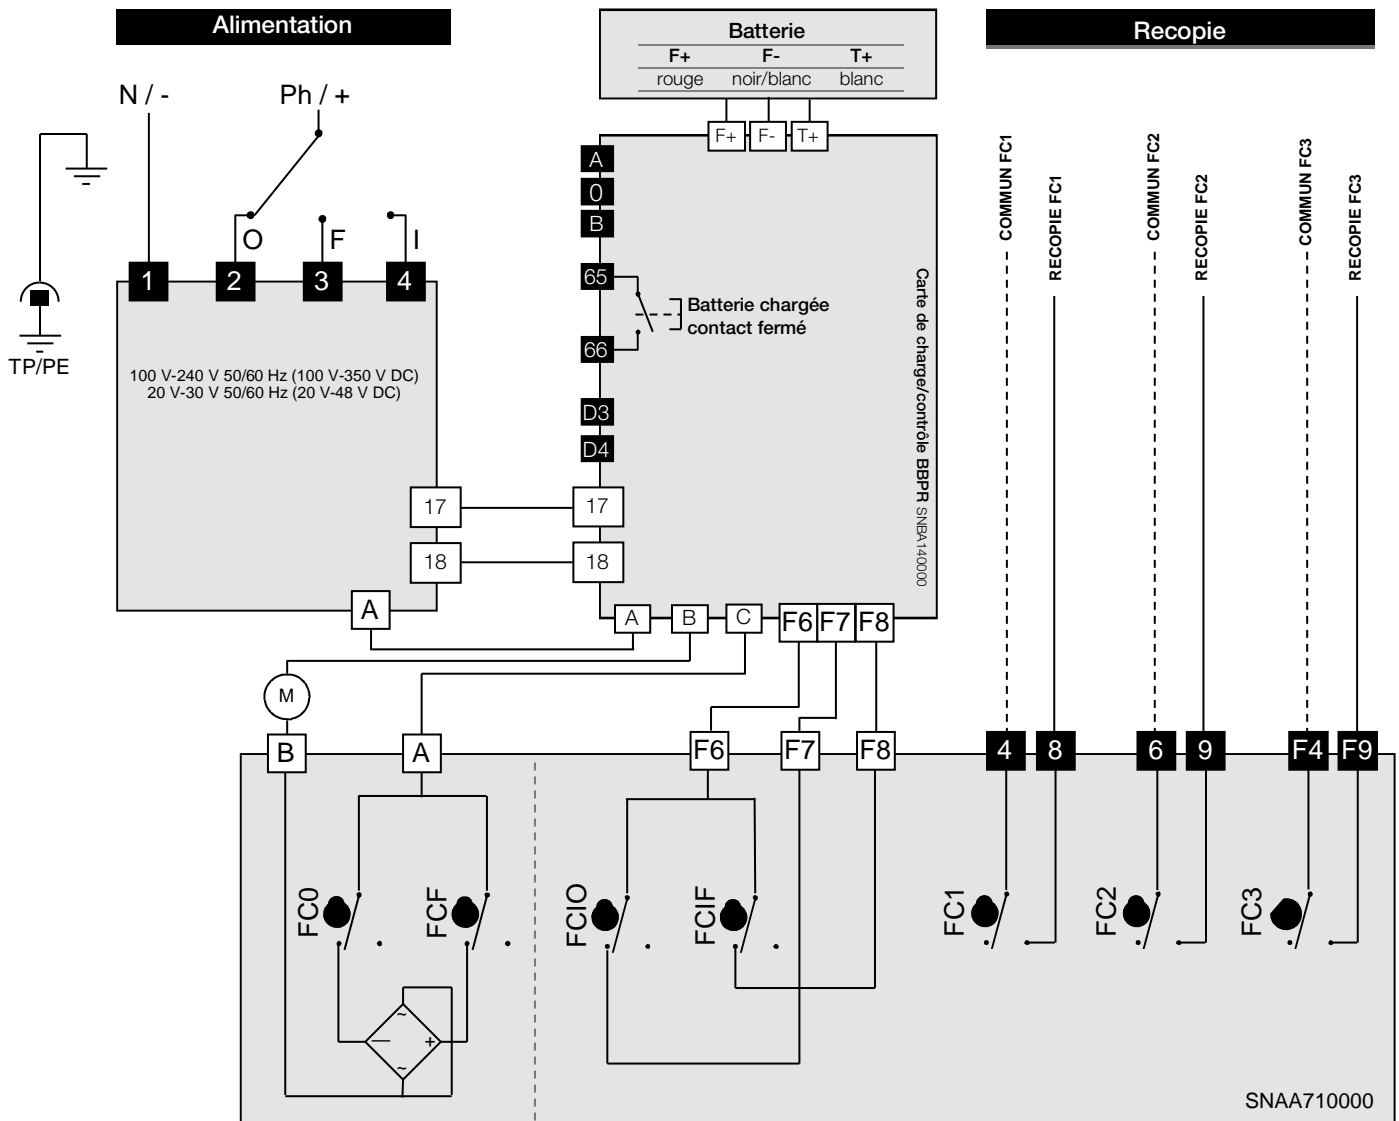 Alimentation
Batterie
F+ F- T+
rouge noir/blanc blanc
Recopie
N / -
Ph / +
TP/PE
O
F
I
1 2 3 4
100 V-240 V 50/60 Hz (100 V-350 V DC)
20 V-30 V 50/60 Hz (20 V-48 V DC)
17
18
A
F+ F- T+
A
0
B
65
66
Batterie chargée
contact fermé
D3
D4
17
18
Carte de charge/contrôle BBPR SNBA140000
A B C F6 F7 F8
COMMUN FC1
RECOPIE FC1
COMMUN FC2
RECOPIE FC2
COMMUN FC3
RECOPIE FC3
M
B A F6 F7 F8 4 8 6 9 F4 F9
FC0
FCF
FCIO
FCIF
FC1
FC2
FC3
~
— +
~
SNAA710000